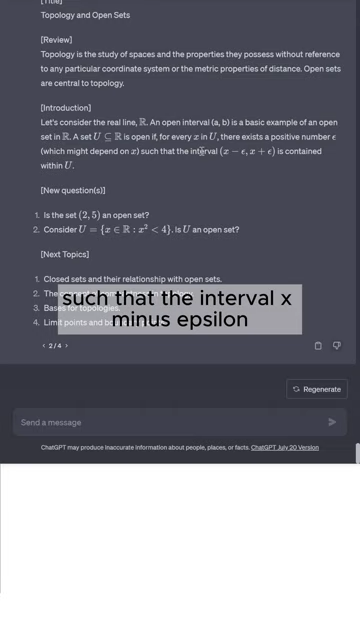 [Title]
Topology and Open Sets
[Review]
Topology is the study of spaces and the properties they possess without reference
to any particular coordinate system or the metric properties of distance. Open sets
are central to topology.
[Introduction]
Let's consider the real line, ℝ. An open interval (a, b) is a basic example of an open
set in ℝ. A set U ⊆ ℝ is open if, for every x in U, there exists a positive number ϵ
(which might depend on x) such that the interval (x − ϵ, x + ϵ) is contained
within U.
[New question(s)]
1. Is the set (2, 5) an open set?
2. Consider U = {x ∈ ℝ : x² < 4}. Is U an open set?
[Next Topics]
1. Closed sets and their relationship with open sets.
2. The
3. Bases for topologies.
4. Limit points and
such that the interval x
minus epsilon
< 2/4 >
Regenerate
Send a message
ChatGPT may produce inaccurate information about people, places, or facts. ChatGPT July 20 Version